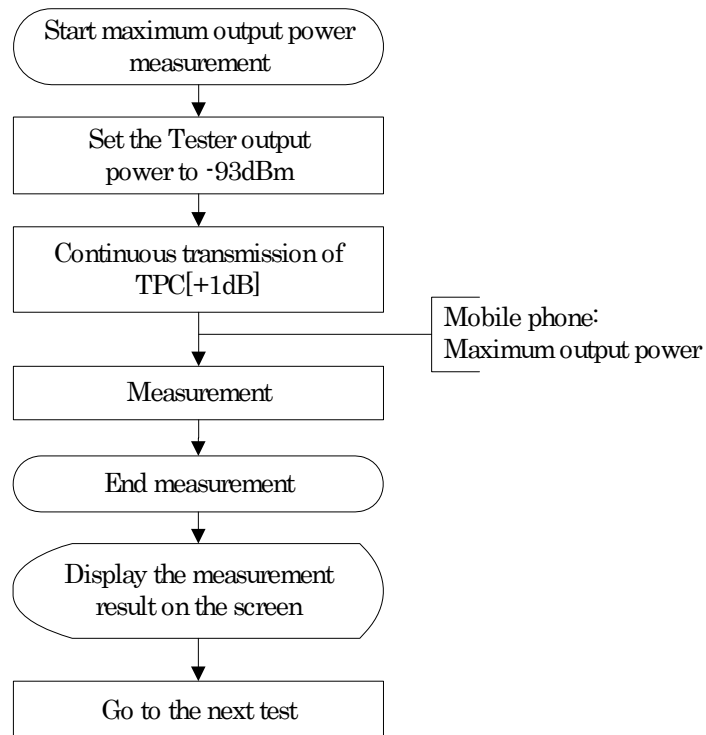 Start maximum output power
measurement
Set the Tester output
power to -93dBm
Continuous transmission of
TPC[+1dB]
Mobile phone:
Maximum output power
Measurement
End measurement
Display the measurement
result on the screen
Go to the next test